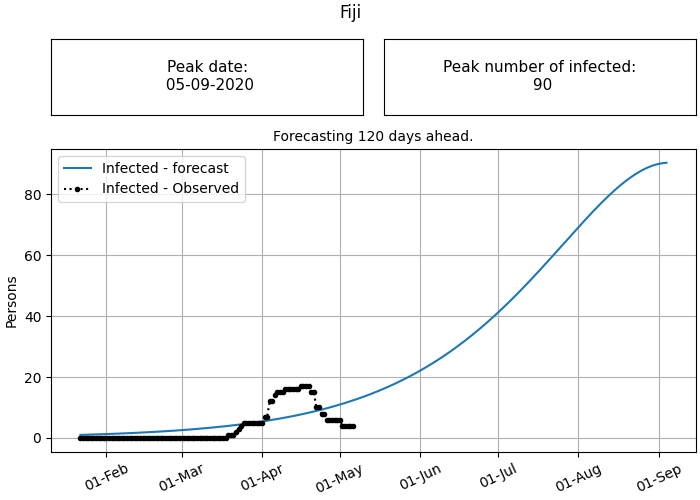 Fiji
Peak date:
05-09-2020
Peak number of infected:
90
Forecasting 120 days ahead.
Infected - forecast
Infected - Observed
Persons
80
60
40
20
0
01-Feb
01-Mar
01-Apr
01-May
01-Jun
01-Jul
01-Aug
01-Sep